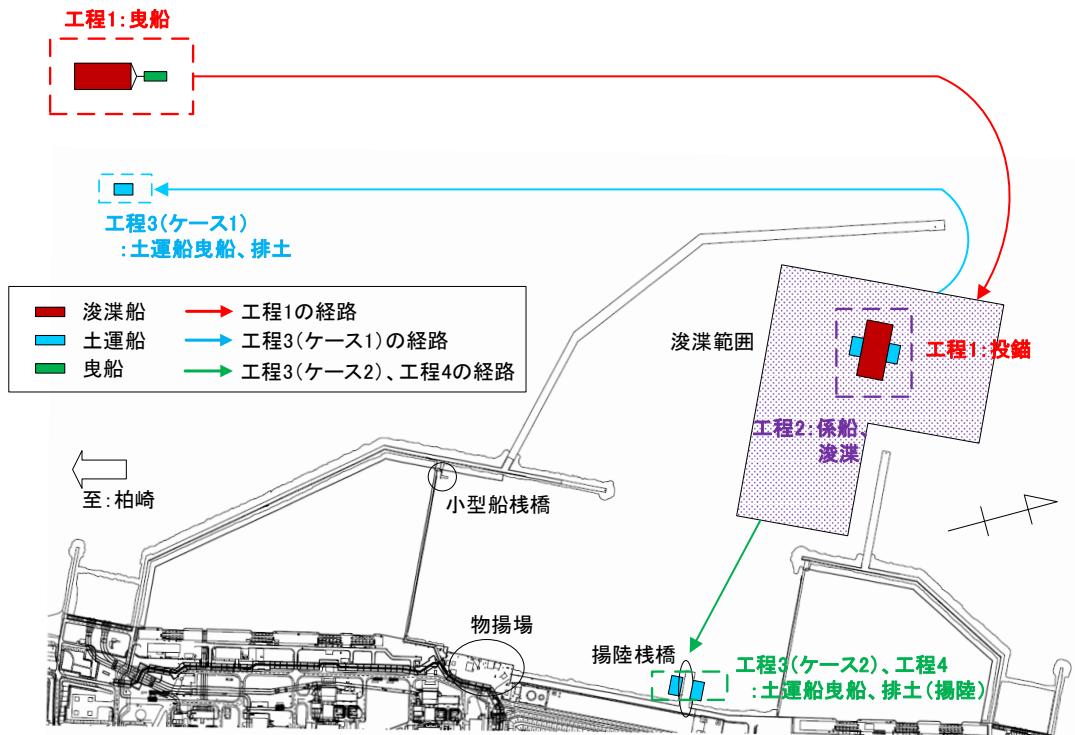 工程1：曳船
工程3（ケース1）
：土運船曳船、排土
浚渫船
工程1の経路
土運船
工程3（ケース1）の経路
曳船
工程3（ケース2）、工程4の経路
浚渫範囲
工程1：投錨
工程2：係船、
浚渫
至：柏崎
小型船桟橋
物揚場
揚陸桟橋
工程3（ケース2）、工程4
：土運船曳船、排土（揚陸）